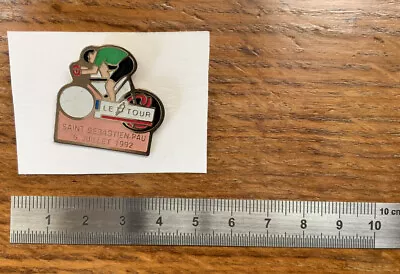 LE TOUR
SAINT SEBASTIEN-PAU
5 JUILLET 1992
1 2 3 4 5 6 7 8 9 10
10 cm